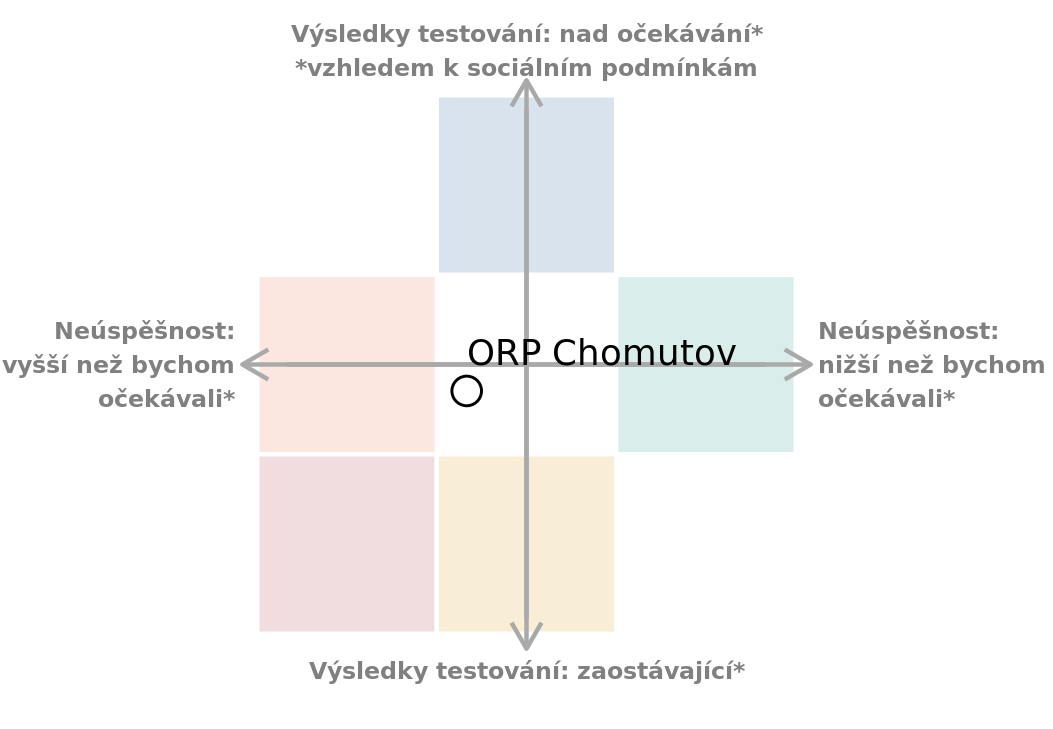 Výsledky testování: nad očekávání*
*vzhledem k sociálním podmínkám
Neúspěšnost:
vyšší než bychom
očekávali*
ORP Chomutov
Neúspěšnost:
nižší než bychom
očekávali*
Výsledky testování: zaostávající*